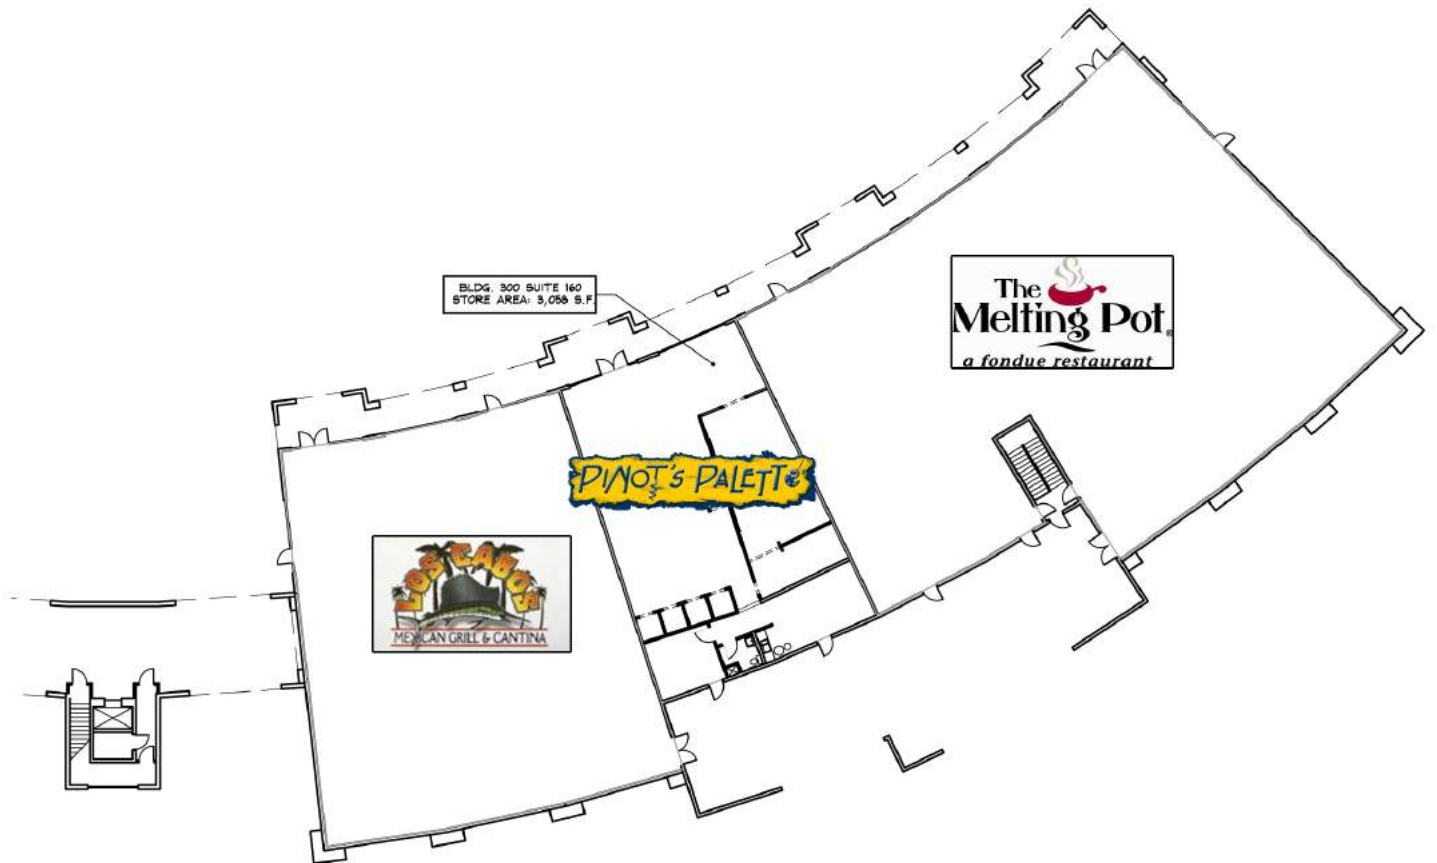 BLDG. 300 SUITE 160
STORE AREA: 3,058 S.F.
The
Melting Pot
a fondue restaurant
PINOT'S PALETTE
LOS CABOS
MEXICAN GRILL & CANTINA